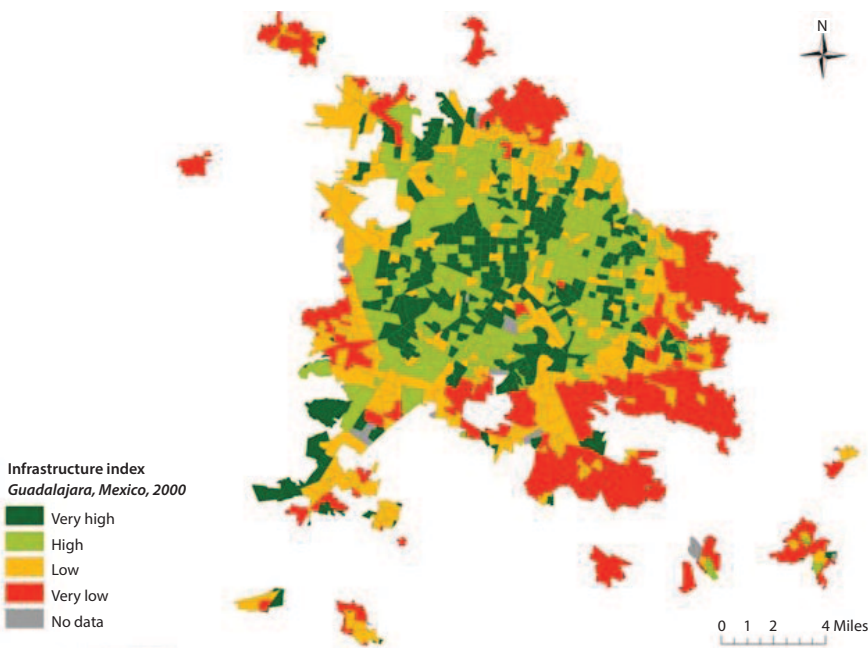 N
Infrastructure index
Guadalajara, Mexico, 2000
Very high
High
Low
Very low
No data
0 1 2 4 Miles